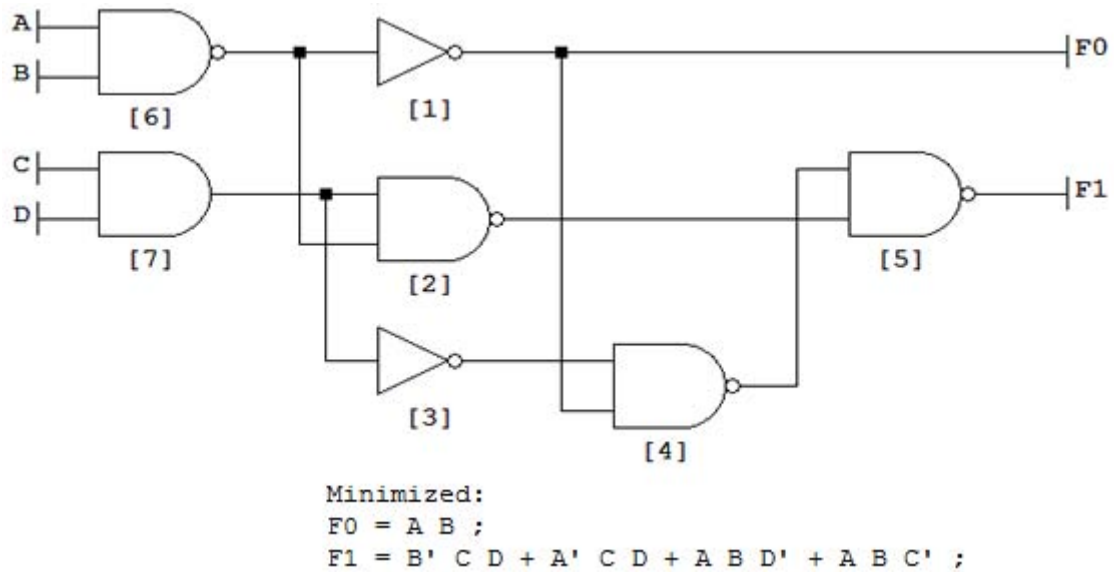 A
B
[6]
[1]
F0
C
D
[7]
[2]
[5]
F1
[3]
[4]
Minimized:
F0 = A B ;
F1 = B' C D + A' C D + A B D' + A B C' ;